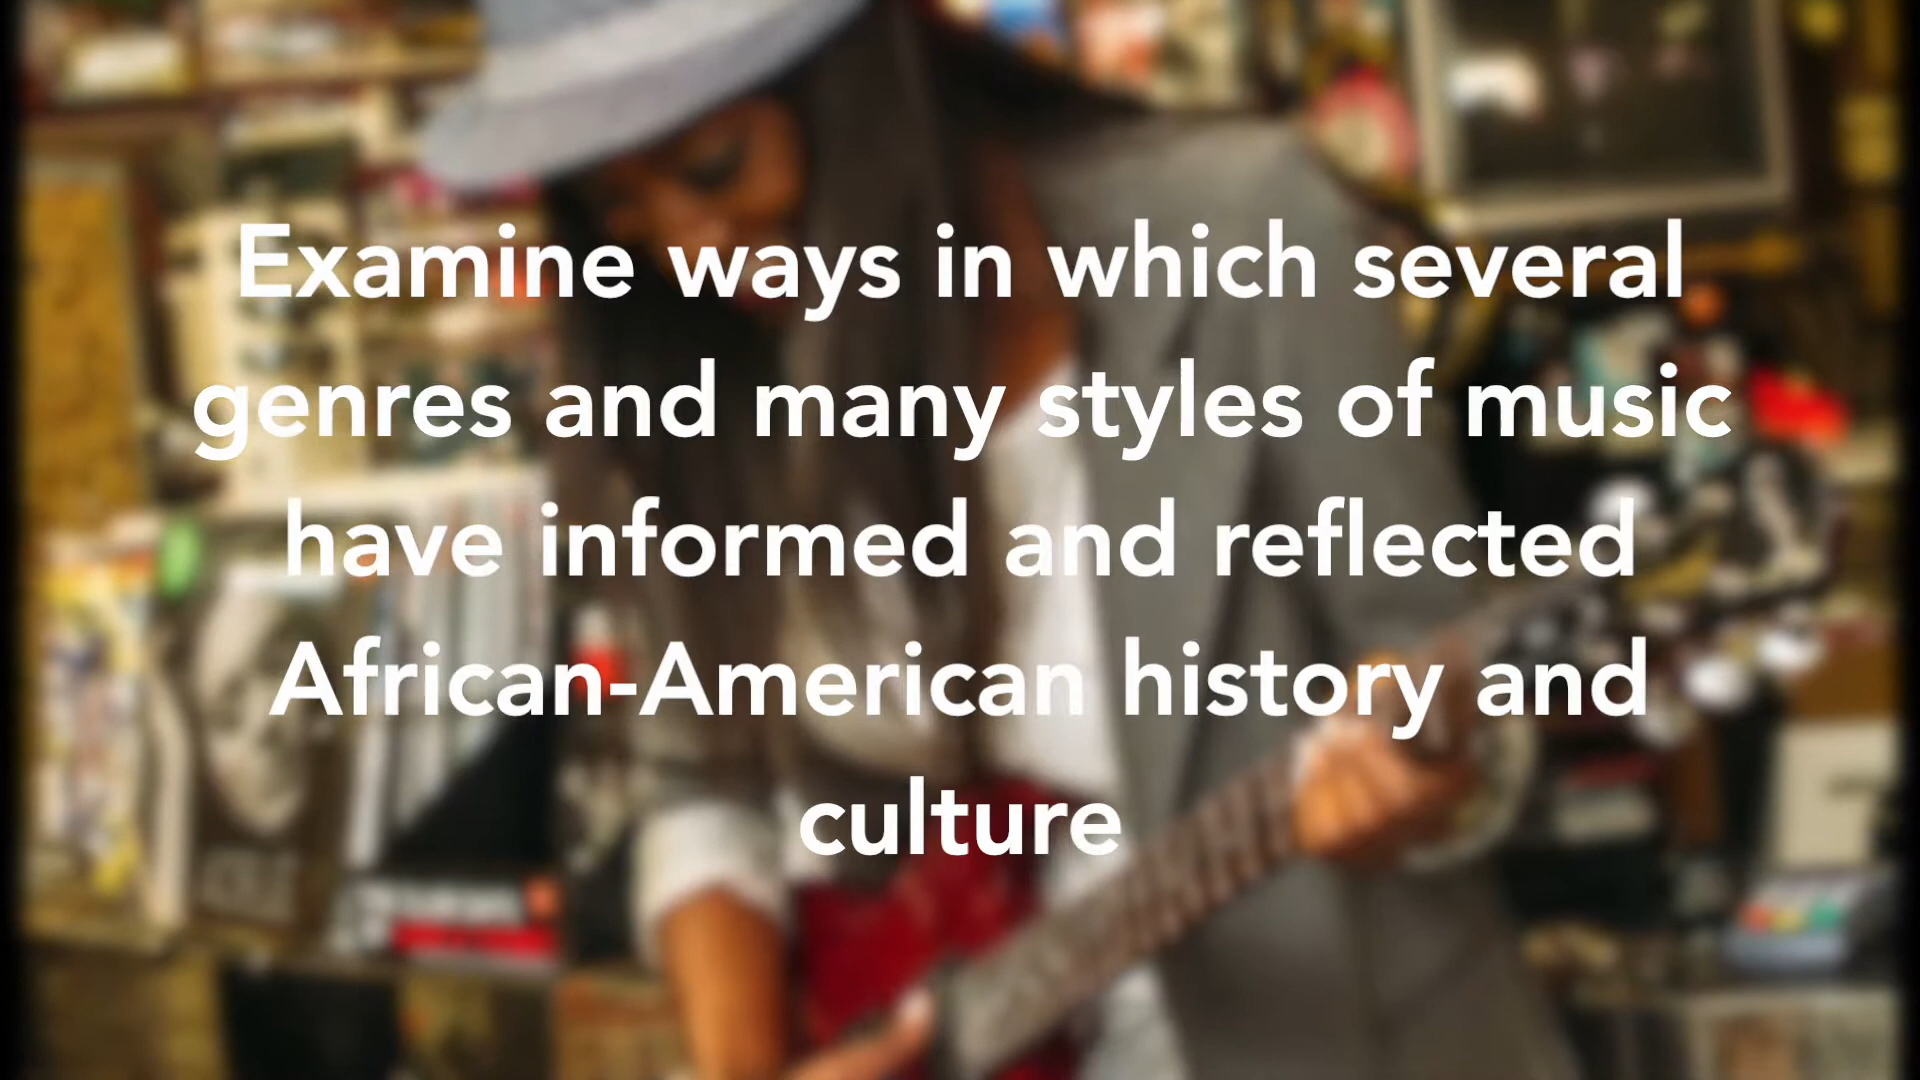 Examine ways in which several
genres and many styles of music
have informed and reflected
African-American history and
culture